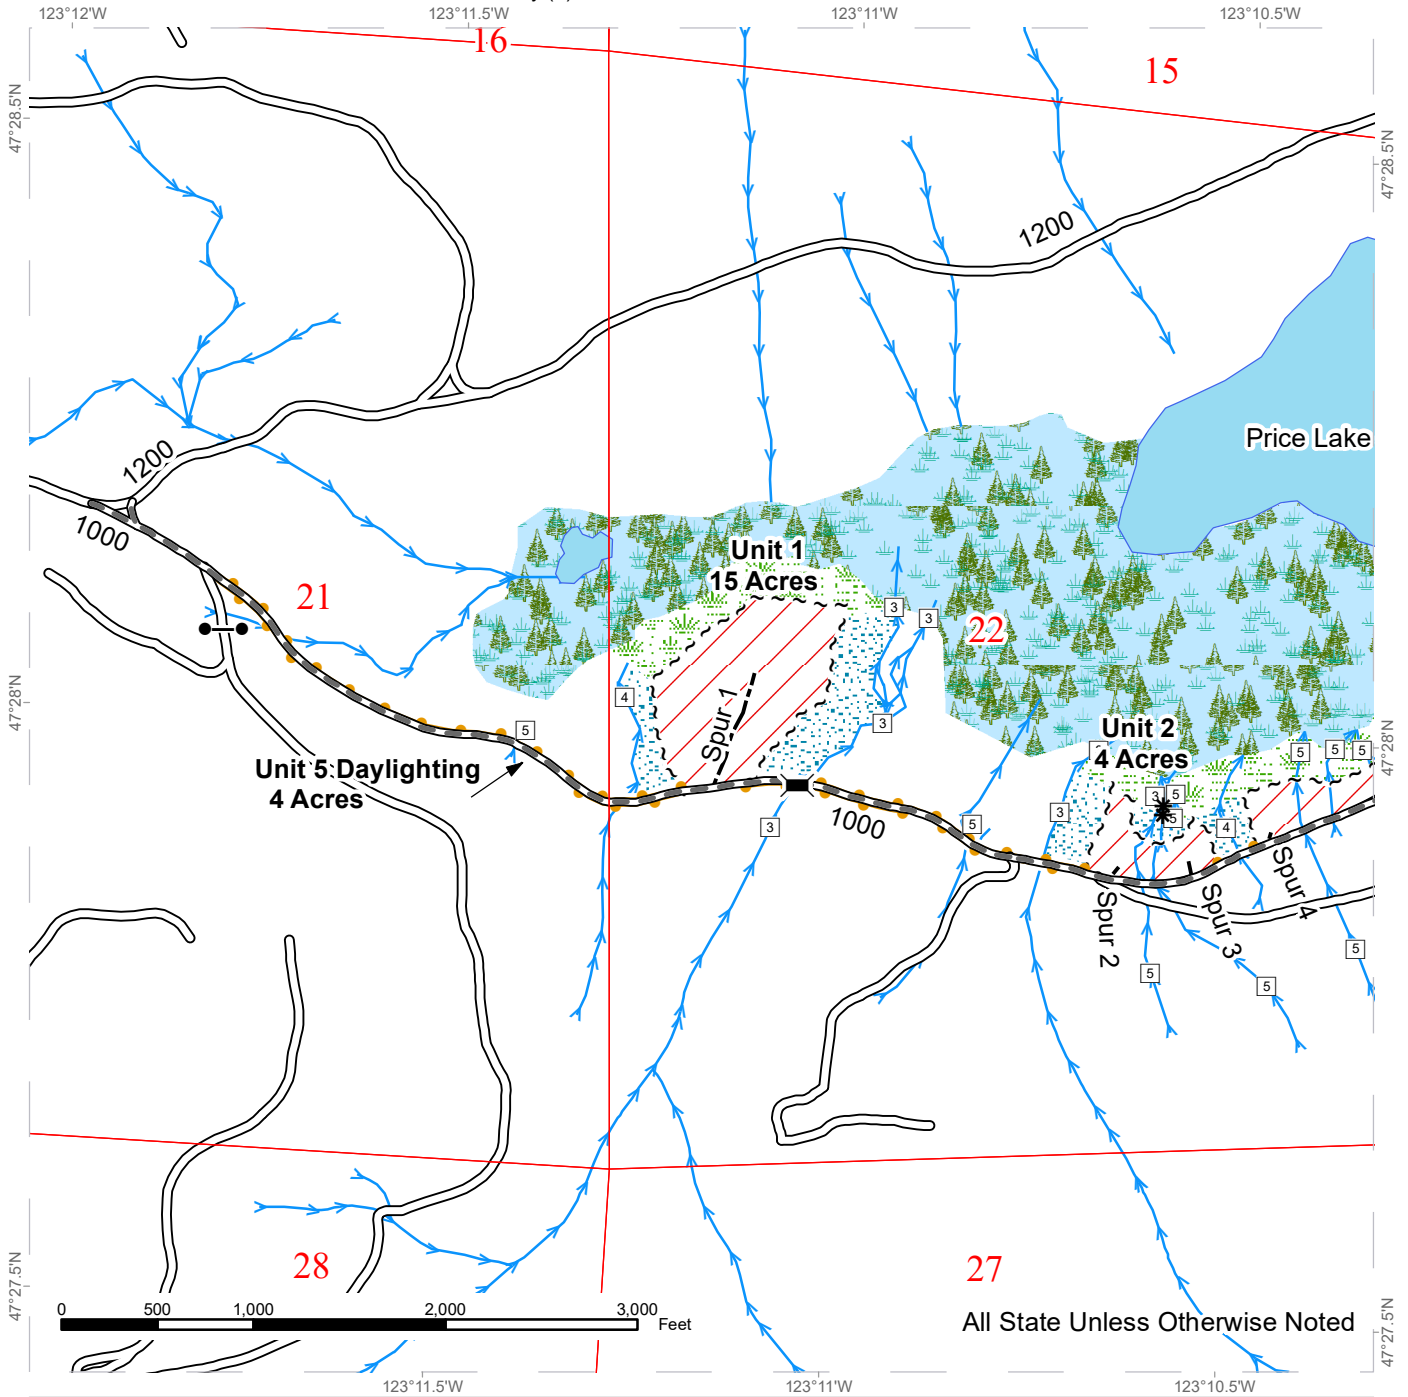 123°12'W
123°11.5'W
123°11'W
123°10.5'W
16
15
47°28.5'N
47°28.5'N
1200
Price Lake
1200
1000
Unit 1
15 Acres
21
3
3
22
4
Spur 1
3
5
Unit 2
4 Acres
5
5
5
47°28'N
47°28'N
Unit 5 Daylighting
4 Acres
3
5
5
3
1000
5
3
4
Spur 2
Spur 3
Spur 4
5
5
5
28
27
47°27.5'N
47°27.5'N
0 500 1,000 2,000 3,000
Feet
All State Unless Otherwise Noted
123°11.5'W
123°11'W
123°10.5'W